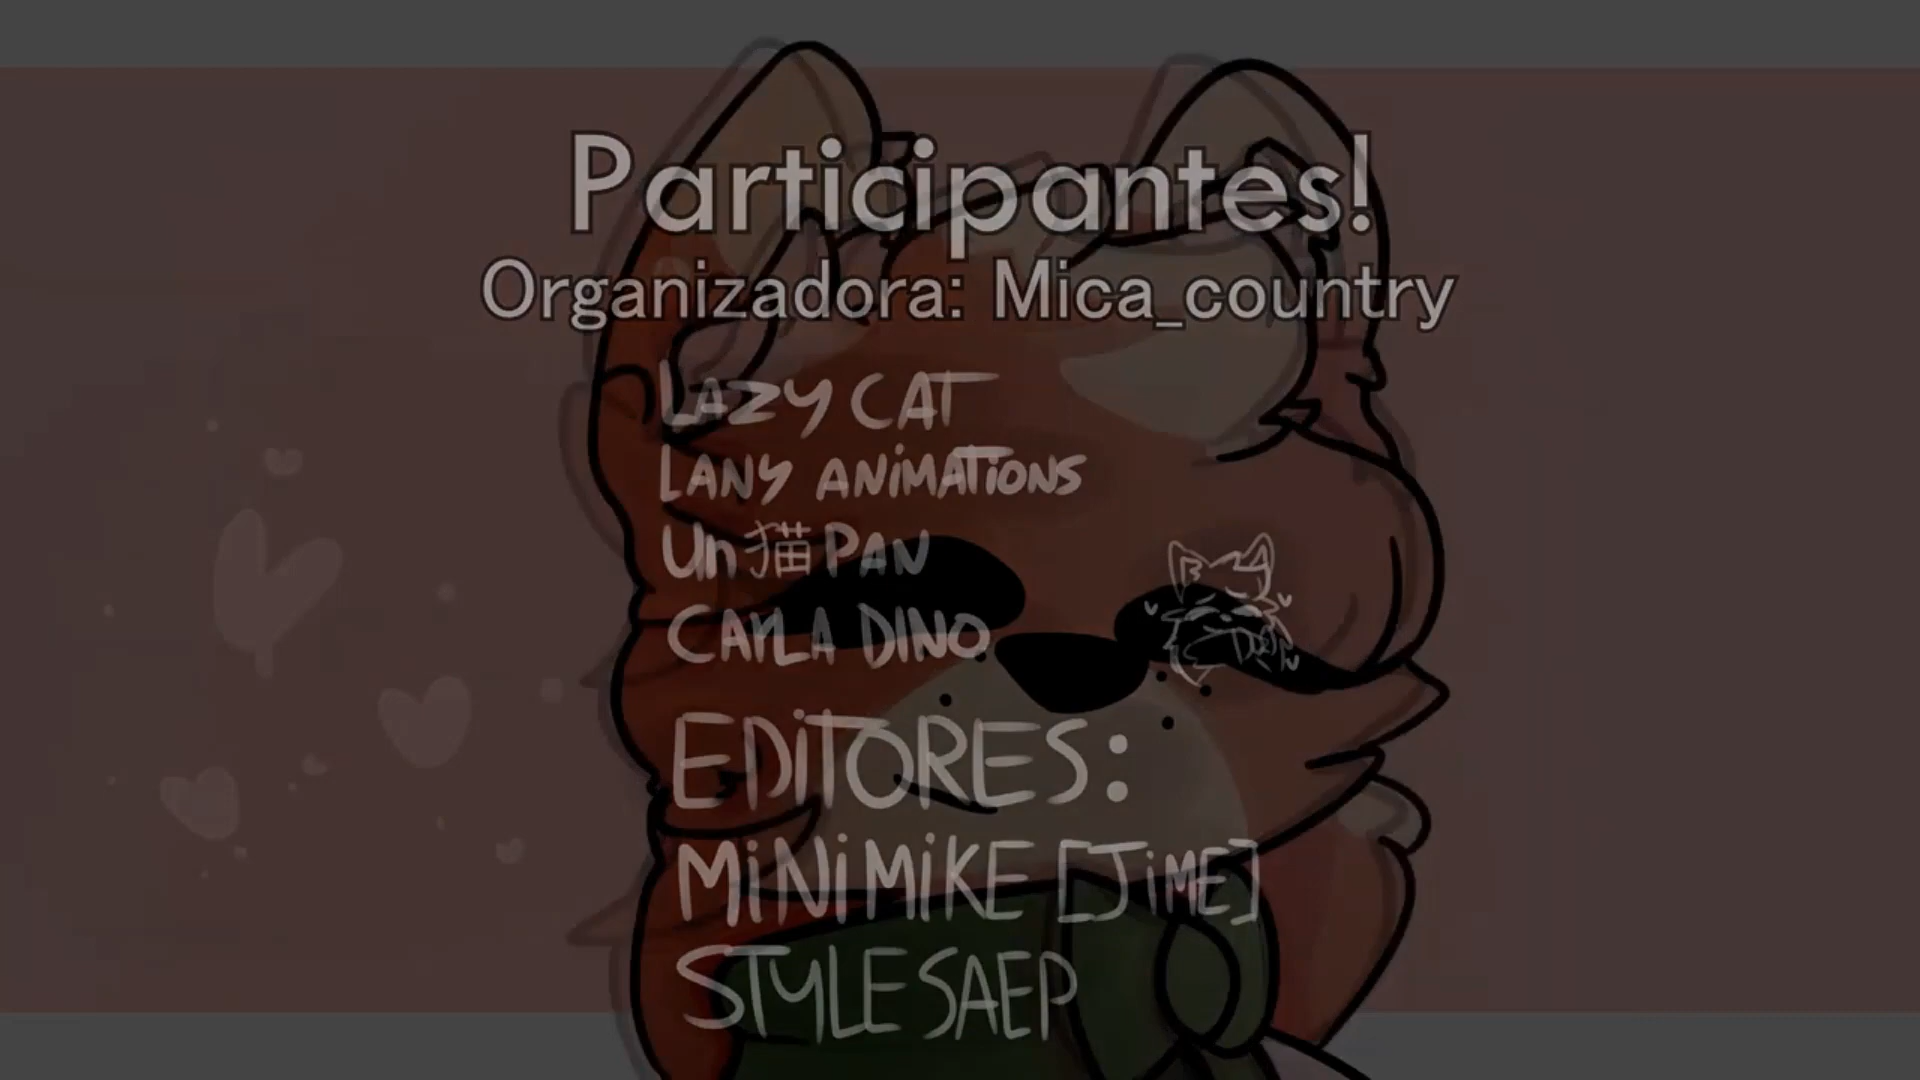 Participantes!
Organizadora: Mica_country
LAZY CAT
LANY ANiMATiONS
Un猫PAN
CAYLA DINO
EDiTORES:
MiNiMiKE [JiME]
STYLESAEP